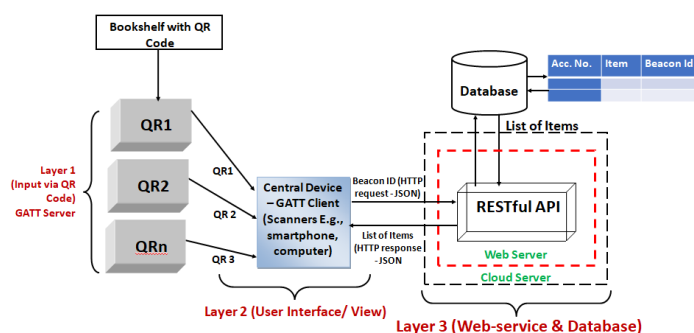 Bookshelf with QR
Code
QR1
QR2
QRn
Layer 1
(Input via QR
Code)
GATT Server
QR1
QR 2
QR 3
Central Device
– GATT Client
(Scanners E.g.,
smartphone,
computer)
Layer 2 (User Interface/ View)
Beacon ID (HTTP
request - JSON)
List of Items
(HTTP response
- JSON
Database
Acc. No. Item Beacon Id
List of Items
RESTful API
Web Server
Cloud Server
Layer 3 (Web-service & Database)